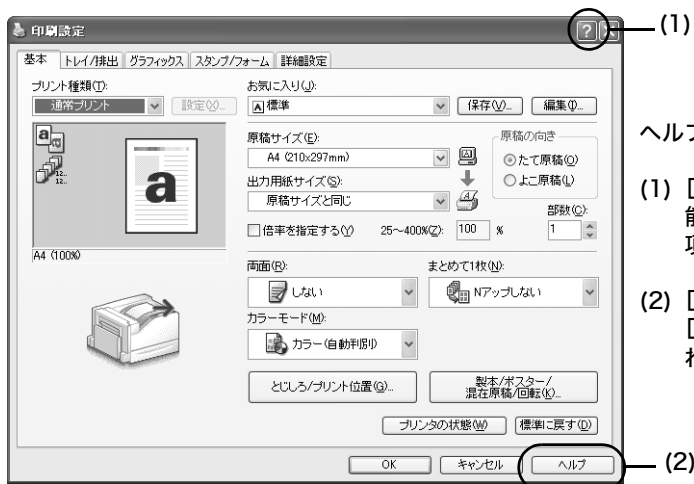 印刷設定
(1)
基本 トレイ/排出 グラフィックス スタンプ/フォーム 詳細設定
プリント種類(T):
通常プリント
設定(X)...
お気に入り(J):
標準
保存(V)...
編集(I)...
原稿サイズ(E):
A4 (210x297mm)
原稿の向き
たて原稿(O)
よこ原稿(L)
出力用紙サイズ(S):
原稿サイズと同じ
倍率を指定する(Y) 25～400%(Z): 100 %
部数(C):
1
A4 (100%)
両面(R):
しない
まとめて1枚(N):
Nアップしない
カラーモード(M):
カラー(自動判別)
とじしろ/プリント位置(G)...
製本/ポスター/
混在原稿/回転(K)...
プリンタの状態(W)
標準に戻す(D)
OK
キャンセル
ヘルプ
(2)
ヘルプ
(1) [
能
項
(2) [
[